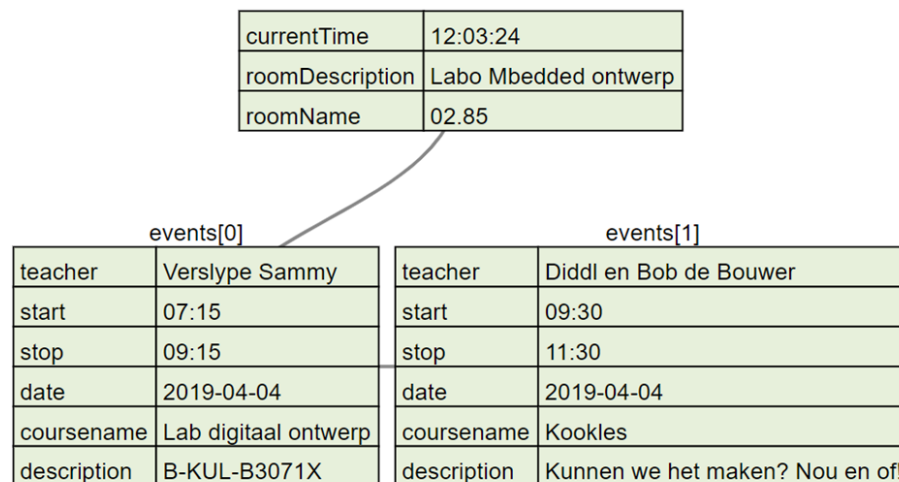 currentTime 12:03:24
roomDescription Labo Mbedded ontwerp
roomName 02.85
events[0]
teacher Verslype Sammy
start 07:15
stop 09:15
date 2019-04-04
coursename Lab digitaal ontwerp
description B-KUL-B3071X
events[1]
teacher Diddl en Bob de Bouwer
start 09:30
stop 11:30
date 2019-04-04
coursename Kookles
description Kunnen we het maken? Nou en of!